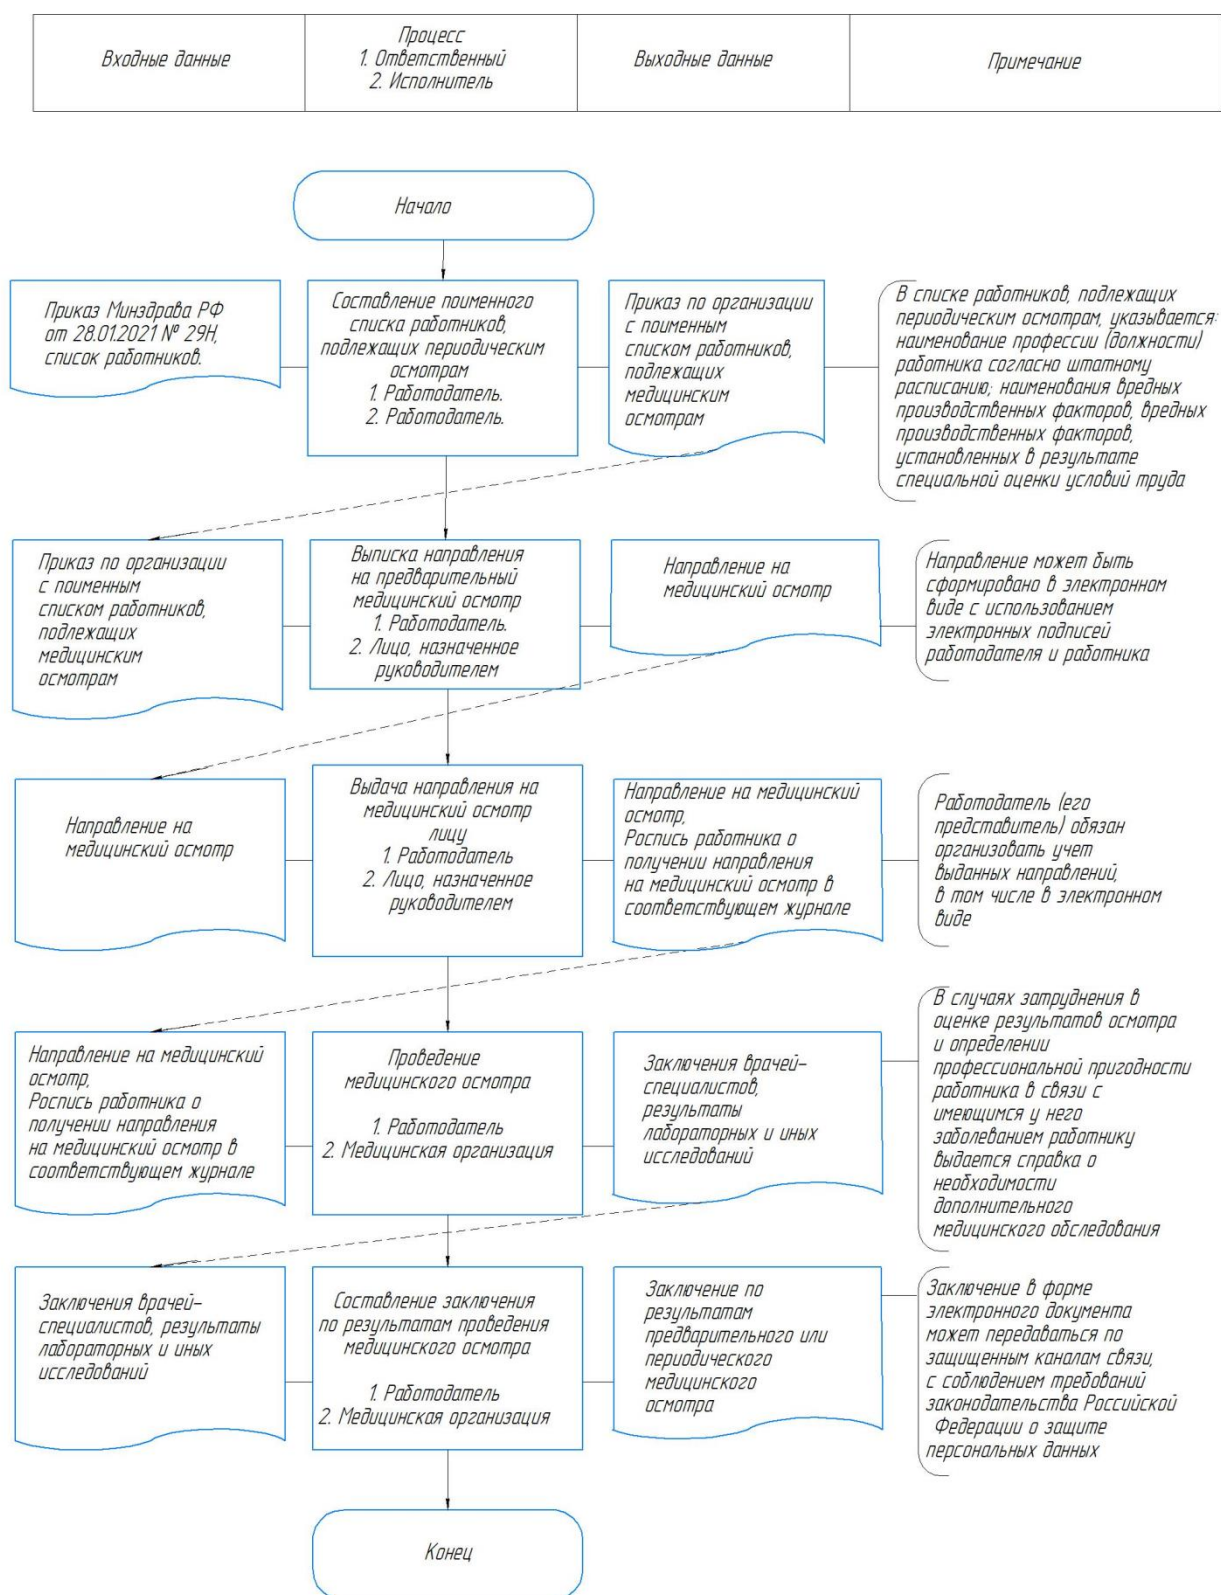 Входные данные
Процесс
1. Ответственный
2. Исполнитель
Выходные данные
Примечание
Начало
Приказ Минздрава РФ
от 28.01.2021 № 29Н,
список работников.
Составление поименного
списка работников,
подлежащих периодическим
осмотрам
1. Работодатель.
2. Работодатель.
Приказ по организации
с поименным
списком работников,
подлежащих
медицинским
осмотрам
В списке работников, подлежащих
периодическим осмотрам, указывается:
наименование профессии (должности)
работника согласно штатному
расписанию; наименования вредных
производственных факторов, вредных
производственных факторов,
установленных в результате
специальной оценки условий труда
Приказ по организации
с поименным
списком работников,
подлежащих
медицинским
осмотрам
Выписка направления
на предварительный
медицинский осмотр
1. Работодатель.
2. Лицо, назначенное
руководителем
Направление на
медицинский осмотр
Направление может быть
сформировано в электронном
виде с использованием
электронных подписей
работодателя и работника
Направление на
медицинский осмотр
Выдача направления на
медицинский осмотр
лицу
1. Работодатель
2. Лицо, назначенное
руководителем
Направление на медицинский
осмотр,
Роспись работника о
получении направления
на медицинский осмотр в
соответствующем журнале
Работодатель (его
представитель) обязан
организовать учет
выданных направлений,
в том числе в электронном
виде
Направление на медицинский
осмотр,
Роспись работника о
получении направления
на медицинский осмотр в
соответствующем журнале
Проведение
медицинского осмотра
1. Работодатель
2. Медицинская организация
Заключения врачей-
специалистов,
результаты
лабораторных и иных
исследований
В случаях затруднения в
оценке результатов осмотра
и определении
профессиональной пригодности
работника в связи с
имеющимся у него
заболеванием работнику
выдается справка о
необходимости
дополнительного
медицинского обследования
Заключения врачей-
специалистов, результаты
лабораторных и иных
исследований
Составление заключения
по результатам проведения
медицинского осмотра
1. Работодатель
2. Медицинская организация
Заключение по
результатам
предварительного или
периодического
медицинского
осмотра
Заключение в форме
электронного документа
может передаваться по
защищенным каналам связи,
с соблюдением требований
законодательства Российской
Федерации о защите
персональных данных
Конец